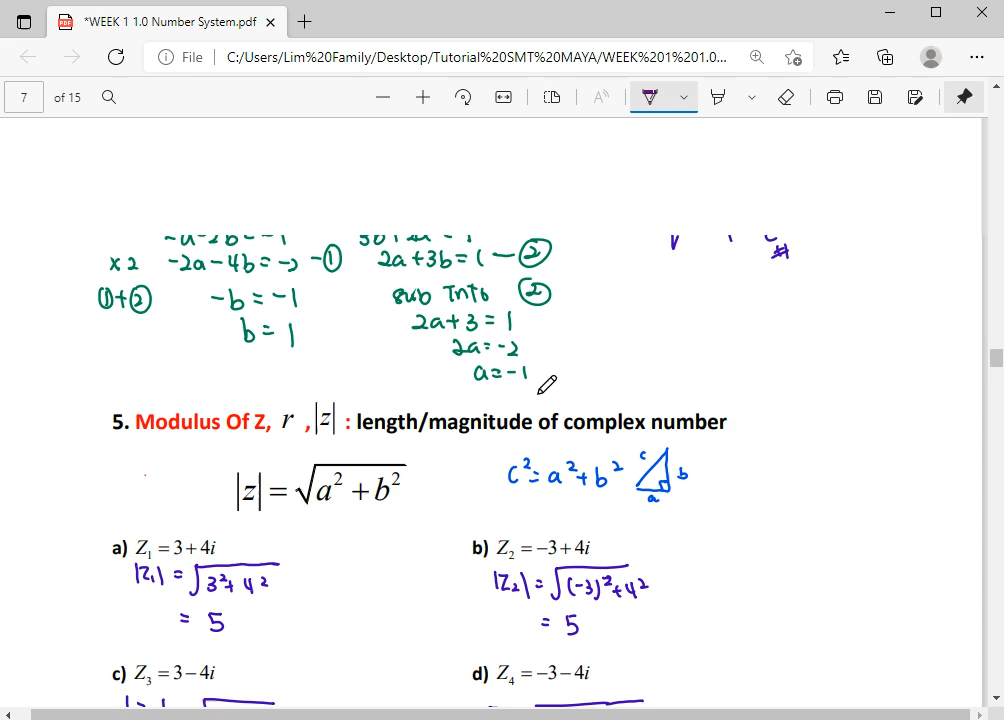 *WEEK 1 1.0 Number System.pdf
File C:/Users/Lim%20Family/Desktop/Tutorial%20SMT%20MAYA/WEEK%201%201.0...
7 of 15
x2 -2a-4b=-2 -①
2a+3b=1 -②
①+② -b=-1
b=1
sub Into ②
2a+3=1
2a=-2
a=-1
5. Modulus Of Z, r ,|z| : length/magnitude of complex number
|z|=√a²+b²
c²=a²+b² c b a
a) Z₁=3+4i
|Z₁|=√3²+4²
= 5
b) Z₂=-3+4i
|Z₂|=√(-3)²+4²
= 5
c) Z₃=3-4i
d) Z₄=-3-4i